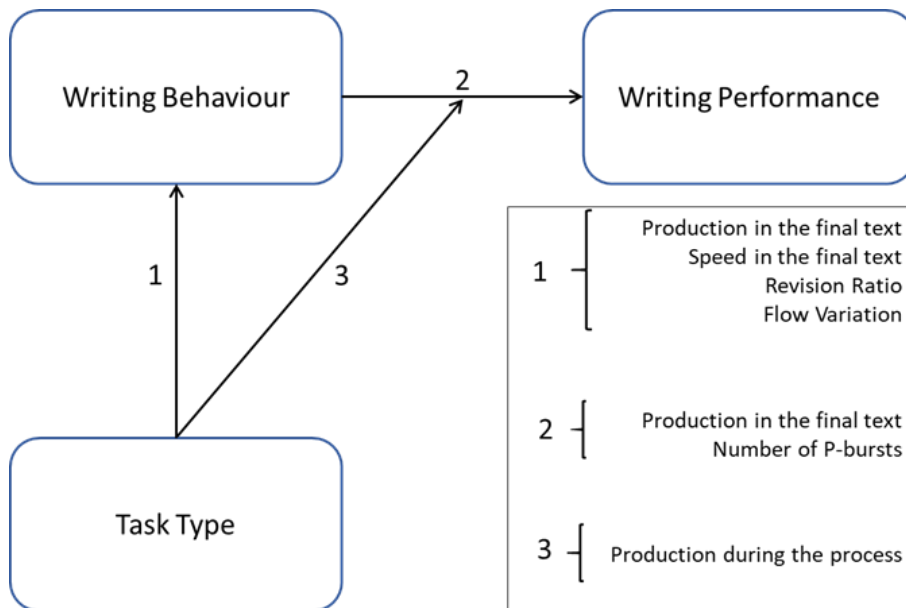 Writing Behaviour
2
Writing Performance
1
3
Task Type
1
Production in the final text
Speed in the final text
Revision Ratio
Flow Variation
2
Production in the final text
Number of P-bursts
3
Production during the process